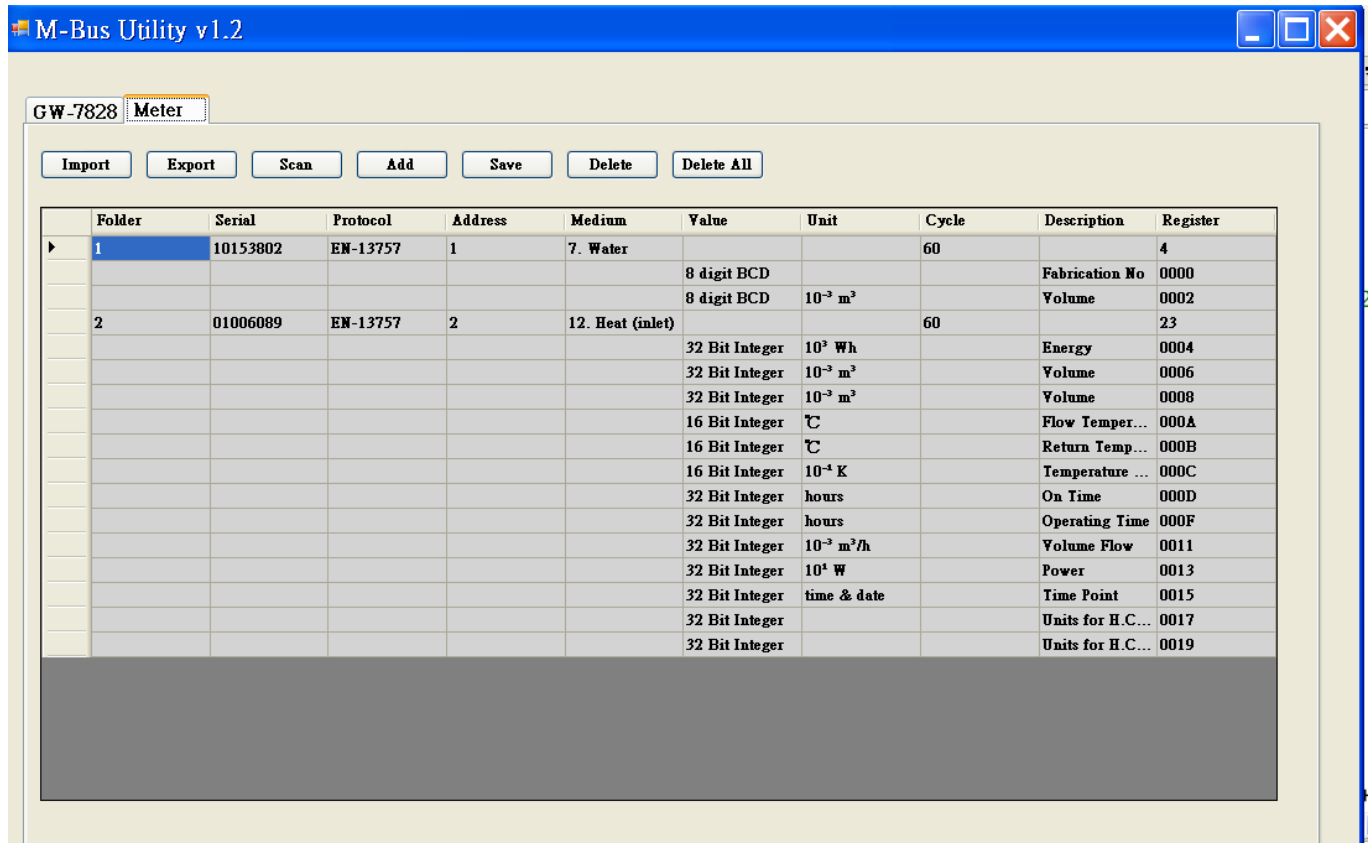 M-Bus Utility v1.2
GW-7828 Meter
Import Export Scan Add Save Delete Delete All
Folder Serial Protocol Address Medium Value Unit Cycle Description Register
1 10153802 EN-13757 1 7. Water 60 4
8 digit BCD Fabrication No 0000
8 digit BCD 10⁻³ m³ Volume 0002
2 01006089 EN-13757 2 12. Heat (inlet) 60 23
32 Bit Integer 10³ Wh Energy 0004
32 Bit Integer 10⁻³ m³ Volume 0006
32 Bit Integer 10⁻³ m³ Volume 0008
16 Bit Integer ℃ Flow Temper... 000A
16 Bit Integer ℃ Return Temp... 000B
16 Bit Integer 10⁻¹ K Temperature ... 000C
32 Bit Integer hours On Time 000D
32 Bit Integer hours Operating Time 000F
32 Bit Integer 10⁻³ m³/h Volume Flow 0011
32 Bit Integer 10¹ W Power 0013
32 Bit Integer time & date Time Point 0015
32 Bit Integer Units for H.C... 0017
32 Bit Integer Units for H.C... 0019